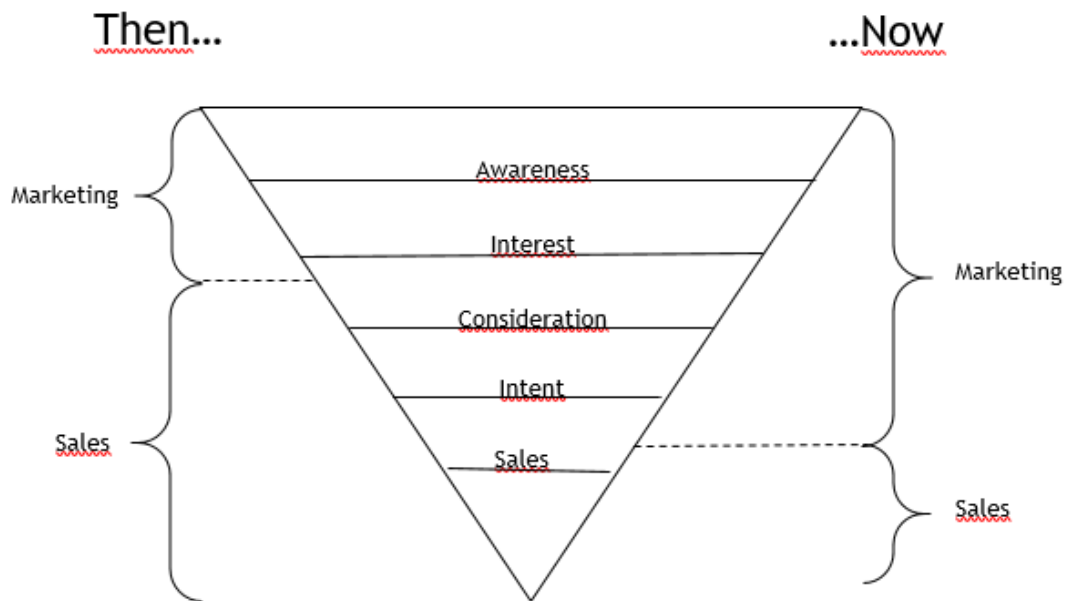 Then...
...Now
Awareness
Marketing
Interest
Marketing
Consideration
Intent
Sales
Sales
Sales